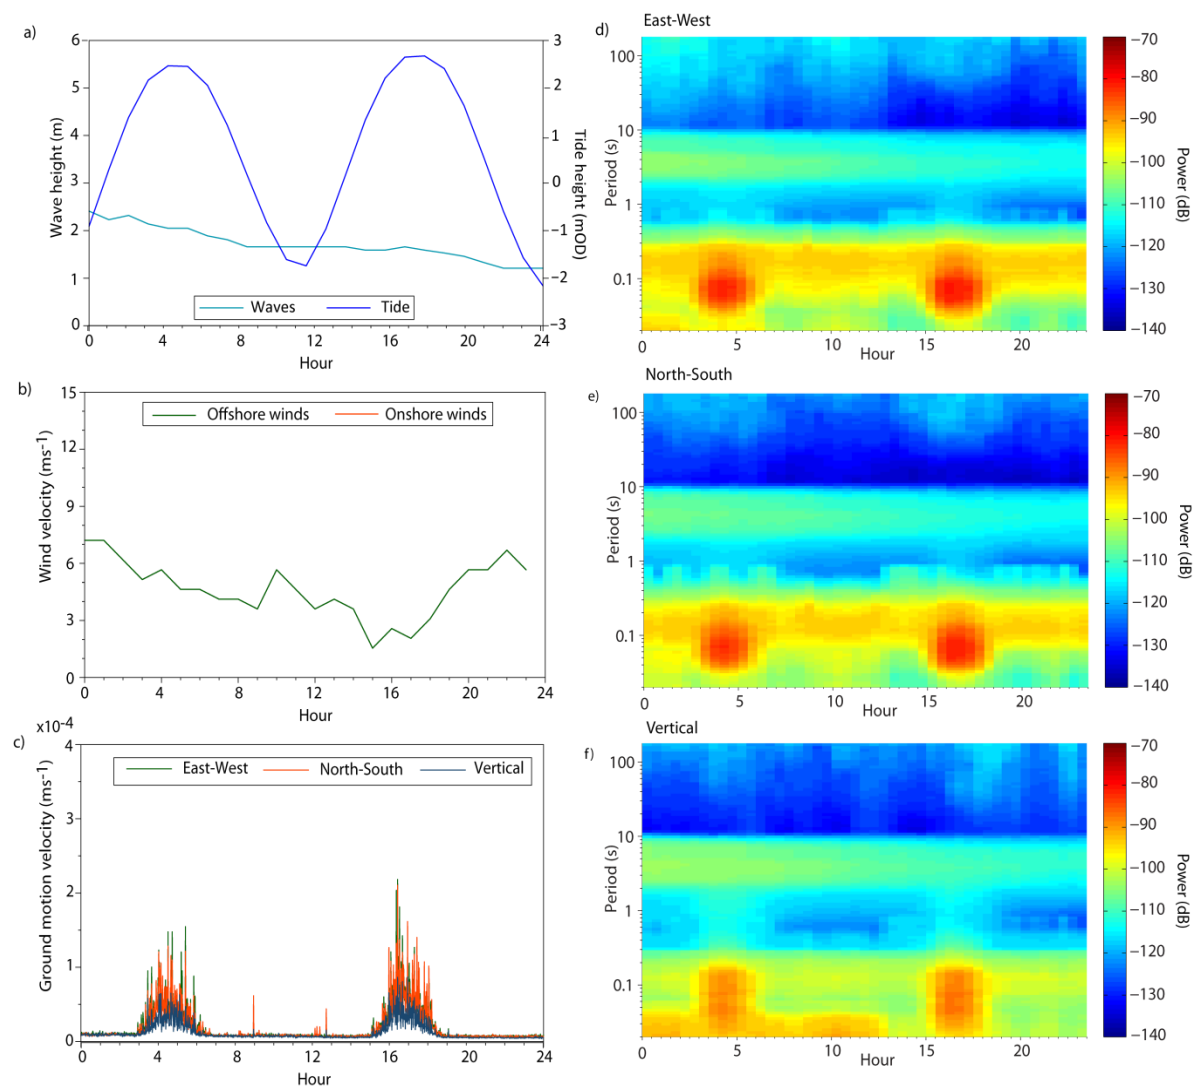 a)
6
5
4
3
2
1
0
Wave height (m)
3
2
1
0
−1
−2
−3
Tide height (mOD)
Waves
Tide
0 4 8 12 16 20 24
Hour
b)
15
12
9
6
3
0
Wind velocity (ms⁻¹)
Offshore winds
Onshore winds
0 4 8 12 16 20 24
Hour
c)
x10⁻⁴
4
3
2
1
0
Ground motion velocity (ms⁻¹)
East-West
North-South
Vertical
0 4 8 12 16 20 24
Hour
d)
East-West
100
10
1
0.1
Period (s)
0 5 10 15 20
Hour
−70
−80
−90
−100
−110
−120
−130
−140
Power (dB)
e)
North-South
100
10
1
0.1
Period (s)
0 5 10 15 20
Hour
−70
−80
−90
−100
−110
−120
−130
−140
Power (dB)
f)
Vertical
100
10
1
0.1
Period (s)
0 5 10 15 20
Hour
−70
−80
−90
−100
−110
−120
−130
−140
Power (dB)